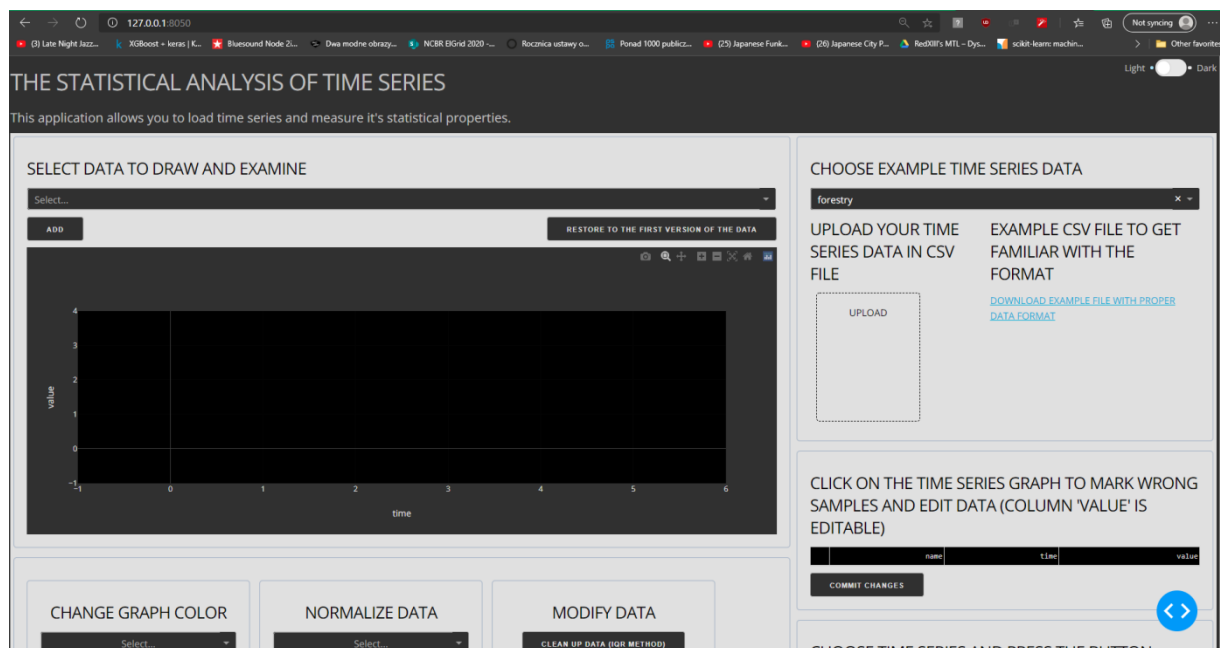 127.0.0.1:8050
Not syncing
(3) Late Night Jazz...
XGBoost + keras | K...
Bluesound Node 2i...
Dwa modne obrazy...
NCBR ElGrid 2020 -...
Rocznica ustawy o...
Ponad 1000 publicz...
(25) Japanese Funk...
(26) Japanese City P...
RedXIII's MTL – Dys...
scikit-learn: machin...
Other favorites
THE STATISTICAL ANALYSIS OF TIME SERIES
Light
Dark
This application allows you to load time series and measure it's statistical properties.
SELECT DATA TO DRAW AND EXAMINE
Select...
ADD
RESTORE TO THE FIRST VERSION OF THE DATA
4
3
2
1
0
−1
value
−1 0 1 2 3 4 5 6
time
CHOOSE EXAMPLE TIME SERIES DATA
forestry
UPLOAD YOUR TIME
SERIES DATA IN CSV
FILE
UPLOAD
EXAMPLE CSV FILE TO GET
FAMILIAR WITH THE
FORMAT
DOWNLOAD EXAMPLE FILE WITH PROPER
DATA FORMAT
CLICK ON THE TIME SERIES GRAPH TO MARK WRONG
SAMPLES AND EDIT DATA (COLUMN 'VALUE' IS
EDITABLE)
name time value
COMMIT CHANGES
CHANGE GRAPH COLOR
Select...
NORMALIZE DATA
Select...
MODIFY DATA
CLEAN UP DATA (IQR METHOD)
CHOOSE TIME SERIES AND PRESS THE BUTTON